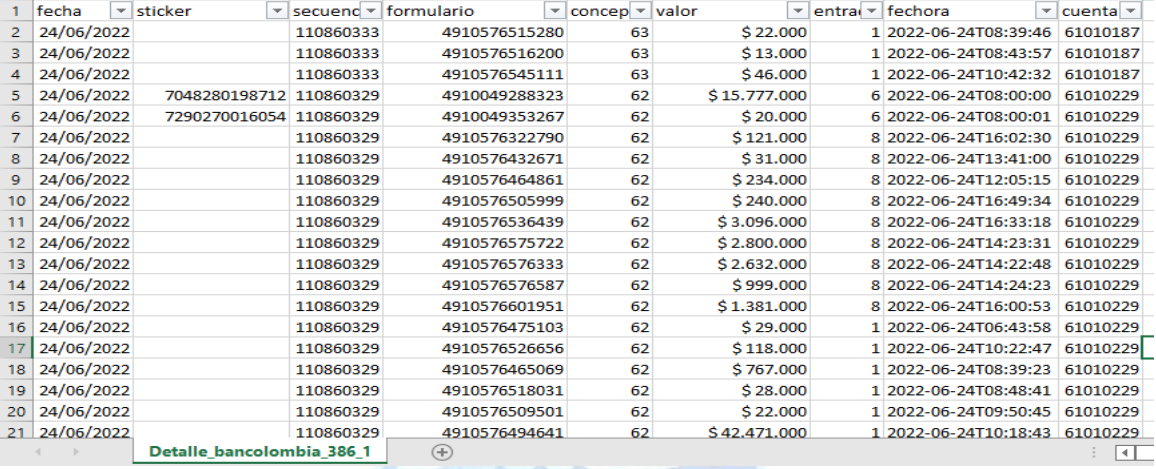 1 fecha sticker secuenc formulario concep valor entra fechora cuenta
2 24/06/2022 110860333 4910576515280 63 $ 22.000 1 2022-06-24T08:39:46 61010187
3 24/06/2022 110860333 4910576516200 63 $ 13.000 1 2022-06-24T08:43:57 61010187
4 24/06/2022 110860333 4910576545111 63 $ 46.000 1 2022-06-24T10:42:32 61010187
5 24/06/2022 7048280198712 110860329 4910049288323 62 $ 15.777.000 6 2022-06-24T08:00:00 61010229
6 24/06/2022 7290270016054 110860329 4910049353267 62 $ 20.000 6 2022-06-24T08:00:01 61010229
7 24/06/2022 110860329 4910576322790 62 $ 121.000 8 2022-06-24T16:02:30 61010229
8 24/06/2022 110860329 4910576432671 62 $ 31.000 8 2022-06-24T13:41:00 61010229
9 24/06/2022 110860329 4910576464861 62 $ 234.000 8 2022-06-24T12:05:15 61010229
10 24/06/2022 110860329 4910576505999 62 $ 240.000 8 2022-06-24T16:49:34 61010229
11 24/06/2022 110860329 4910576536439 62 $ 3.096.000 8 2022-06-24T16:33:18 61010229
12 24/06/2022 110860329 4910576575722 62 $ 2.800.000 8 2022-06-24T14:23:31 61010229
13 24/06/2022 110860329 4910576576333 62 $ 2.632.000 8 2022-06-24T14:22:48 61010229
14 24/06/2022 110860329 4910576576587 62 $ 999.000 8 2022-06-24T14:24:23 61010229
15 24/06/2022 110860329 4910576601951 62 $ 1.381.000 8 2022-06-24T16:00:53 61010229
16 24/06/2022 110860329 4910576475103 62 $ 29.000 1 2022-06-24T06:43:58 61010229
17 24/06/2022 110860329 4910576526656 62 $ 118.000 1 2022-06-24T10:22:47 61010229
18 24/06/2022 110860329 4910576465069 62 $ 767.000 1 2022-06-24T08:39:23 61010229
19 24/06/2022 110860329 4910576518031 62 $ 28.000 1 2022-06-24T08:48:41 61010229
20 24/06/2022 110860329 4910576509501 62 $ 22.000 1 2022-06-24T09:50:45 61010229
21 24/06/2022 110860329 4910576494641 62 $ 42.471.000 1 2022-06-24T10:18:43 61010229
Detalle_bancolombia_386_1